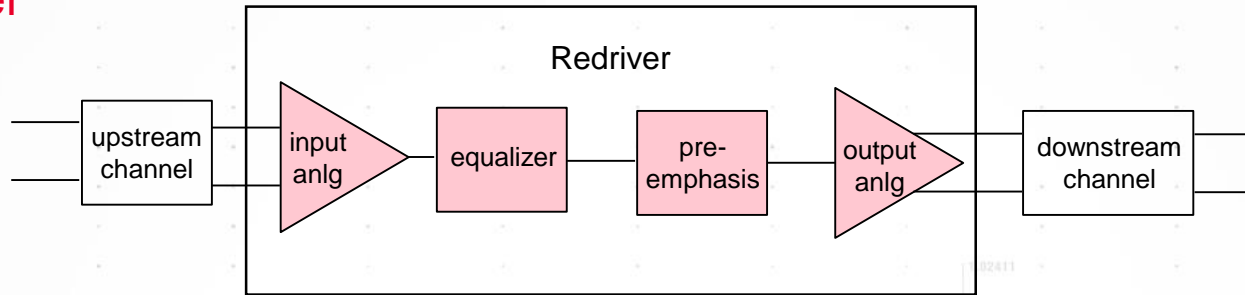 Redriver
upstream
channel
input
anlg
equalizer
pre-
emphasis
output
anlg
downstream
channel